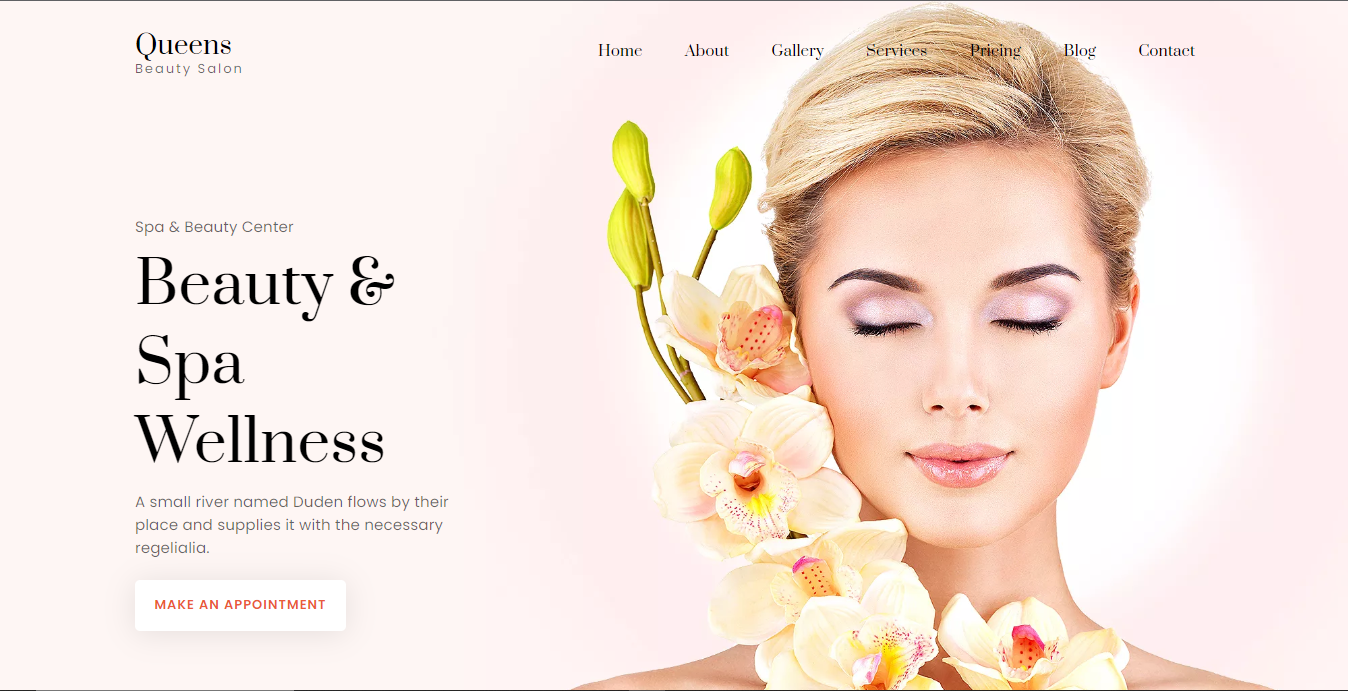 Queens
Beauty Salon
Home About Gallery Services Pricing Blog Contact
Spa & Beauty Center
Beauty &
Spa
Wellness
A small river named Duden flows by their
place and supplies it with the necessary
regelialia.
MAKE AN APPOINTMENT